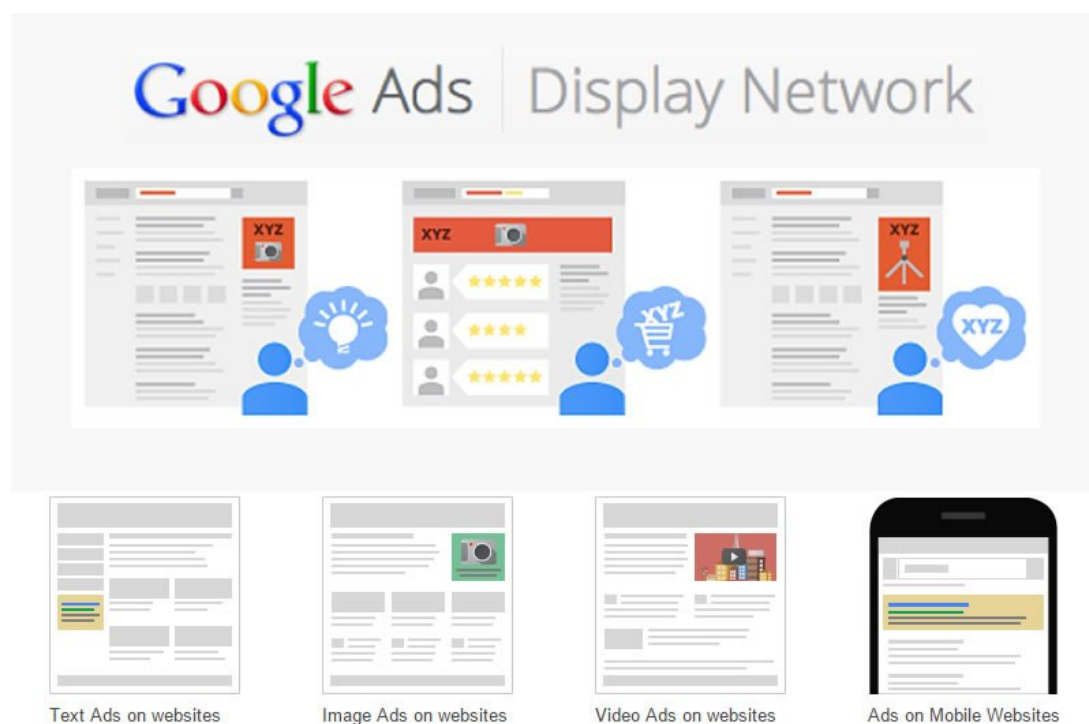 Google Ads | Display Network
XYZ
XYZ
XYZ
XYZ
XYZ
Text Ads on websites
Image Ads on websites
Video Ads on websites
Ads on Mobile Websites